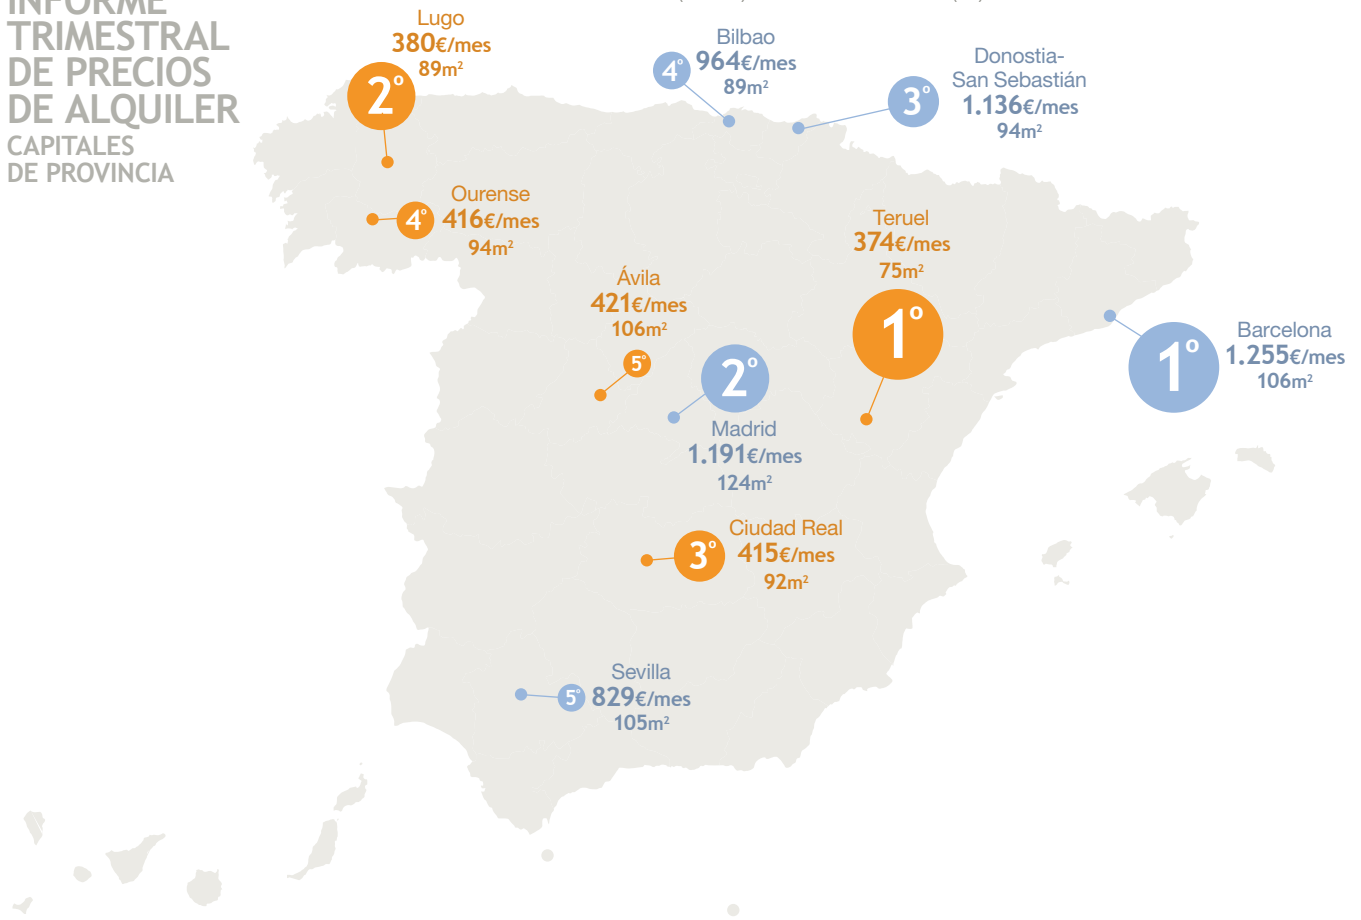 INFORME
TRIMESTRAL
DE PRECIOS
DE ALQUILER
CAPITALES
DE PROVINCIA
Lugo
380€/mes
89m²
2º
Bilbao
4º
964€/mes
89m²
Donostia-
San Sebastián
3º
1.136€/mes
94m²
Ourense
4º
416€/mes
94m²
Teruel
374€/mes
75m²
1º
Ávila
421€/mes
106m²
5º
2º
Madrid
1.191€/mes
124m²
1º
Barcelona
1.255€/mes
106m²
Ciudad Real
3º
415€/mes
92m²
Sevilla
5º
829€/mes
105m²